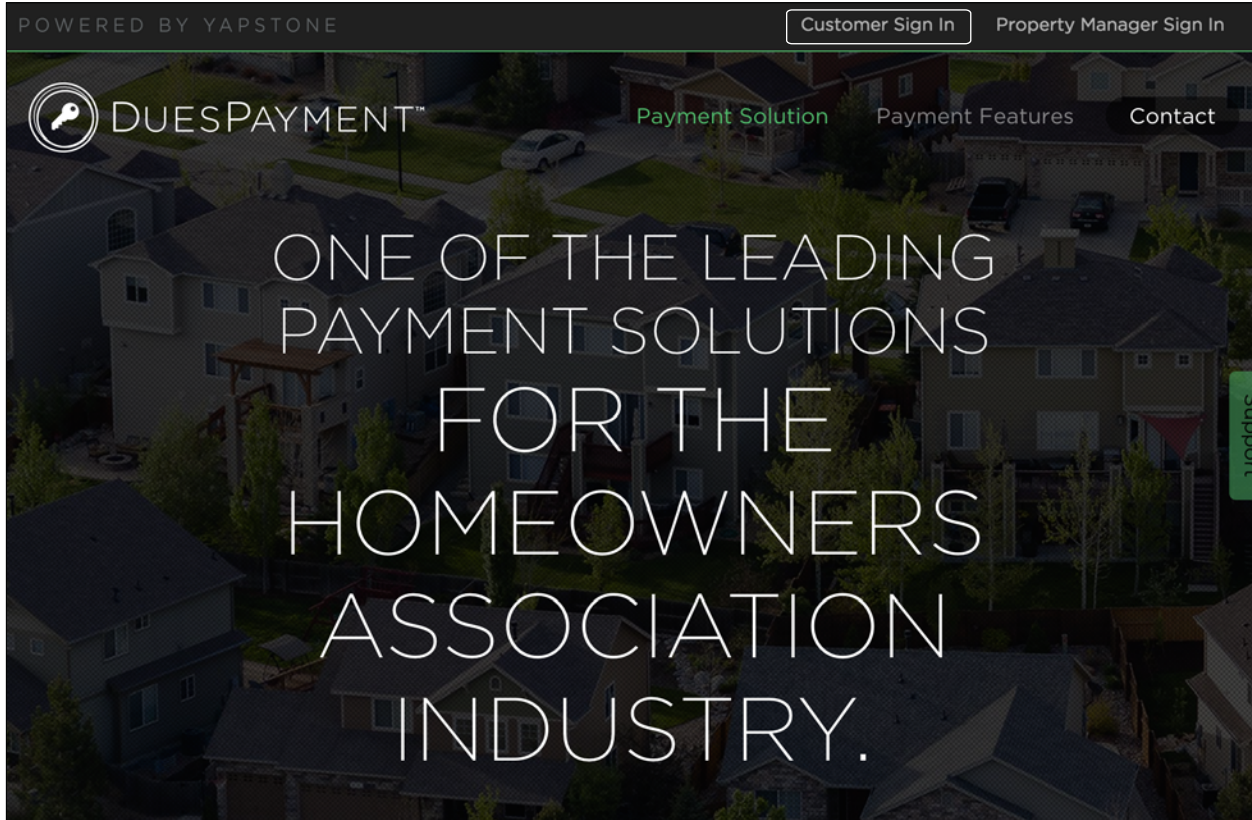 POWERED BY YAPSTONE
Customer Sign In
Property Manager Sign In
DUESPAYMENT™
Payment Solution
Payment Features
Contact
ONE OF THE LEADING
PAYMENT SOLUTIONS
FOR THE
HOMEOWNERS
ASSOCIATION
INDUSTRY.
Support